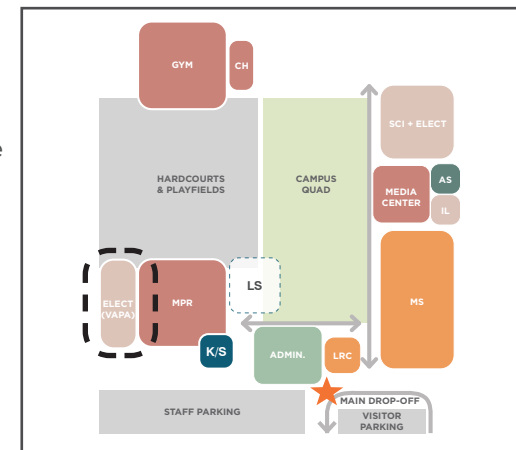 GYM
CH
SCI + ELECT
HARDCOURTS
& PLAYFIELDS
CAMPUS
QUAD
MEDIA
CENTER
AS
IL
e
ELECT
(VAPA)
MPR
LS
MS
K/S
ADMIN.
LRC
STAFF PARKING
MAIN DROP-OFF
VISITOR
PARKING